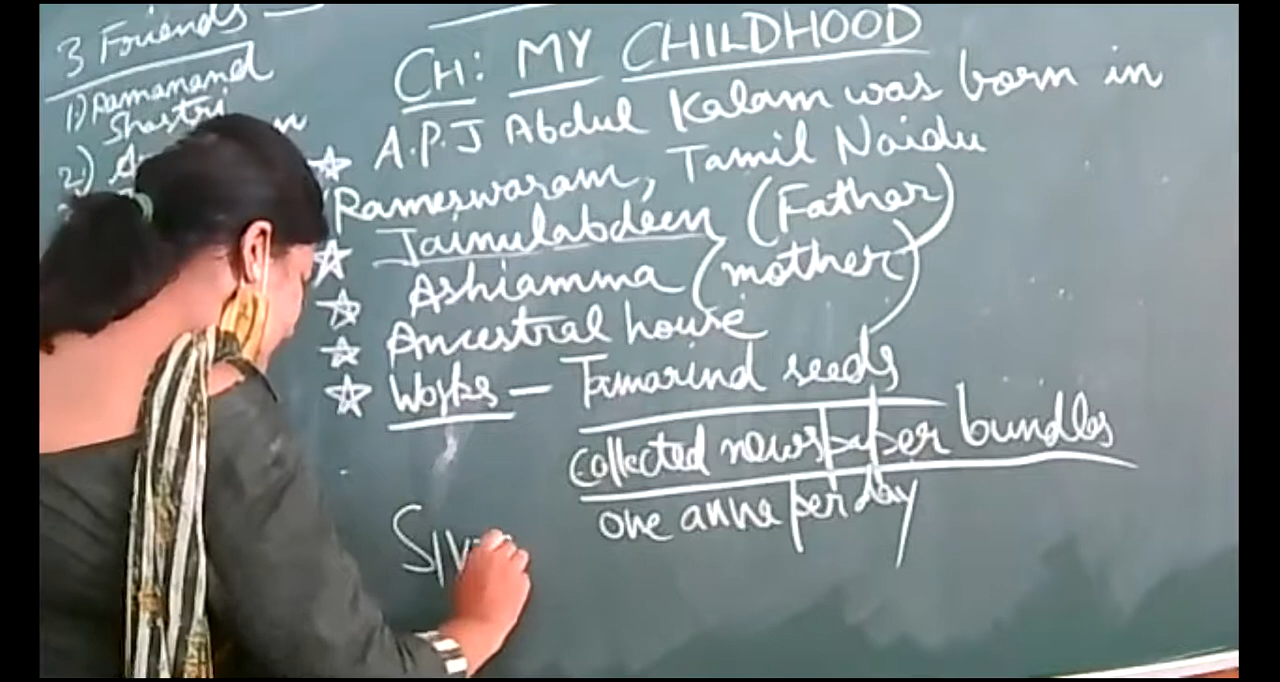 3 Friends -
1) Ramanand
Shastri
2.)
CH: MY CHILDHOOD
A.P.J Abdul Kalam was born in
Rameswaram, Tamil Naidu
Jainulabdeen (Father)
Ashiamma (mother)
Ancestral house
Works - Tamarind seeds
collected newspaper bundles
one anna per day